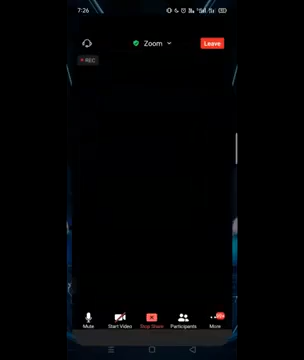 7:26
Zoom
Leave
REC
Mute
Start Video
Stop Share
Participants
More